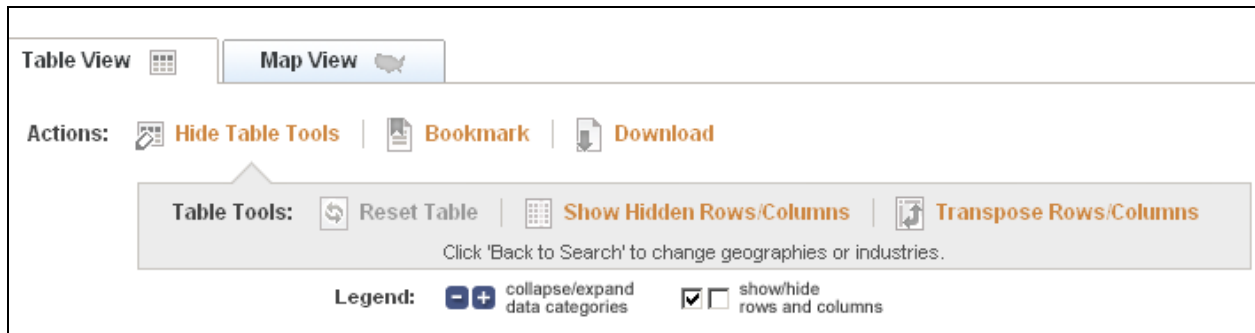 Table View Map View
Actions: Hide Table Tools Bookmark Download
Table Tools: Reset Table Show Hidden Rows/Columns Transpose Rows/Columns
Click 'Back to Search' to change geographies or industries.
Legend: collapse/expand data categories show/hide rows and columns